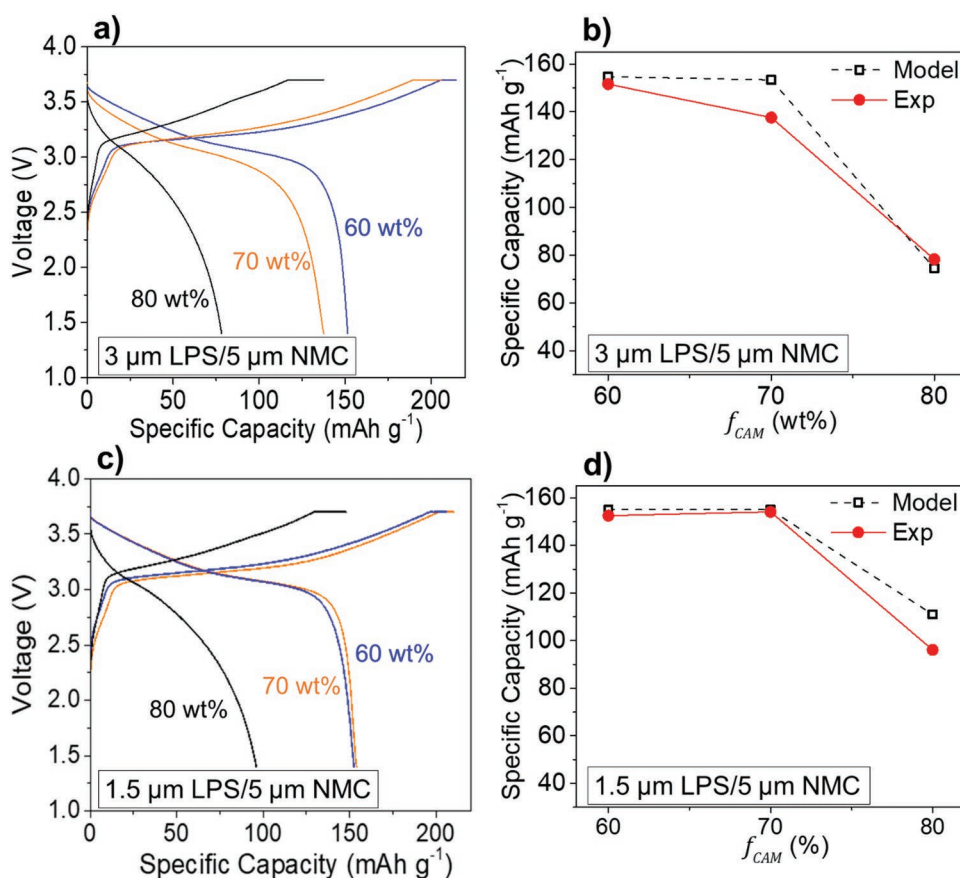 a)
4.0
3.5
3.0
2.5
2.0
1.5
1.0
Voltage (V)
60 wt%
70 wt%
80 wt%
3 µm LPS/5 µm NMC
0 50 100 150 200
Specific Capacity (mAh g⁻¹)
b)
160
140
120
100
80
60
40
Specific Capacity (mAh g⁻¹)
Model
Exp
3 µm LPS/5 µm NMC
60 70 80
f_CAM (wt%)
c)
4.0
3.5
3.0
2.5
2.0
1.5
1.0
Voltage (V)
60 wt%
70 wt%
80 wt%
1.5 µm LPS/5 µm NMC
0 50 100 150 200
Specific Capacity (mAh g⁻¹)
d)
160
140
120
100
80
60
40
Specific Capacity (mAh g⁻¹)
Model
Exp
1.5 µm LPS/5 µm NMC
60 70 80
f_CAM (%)